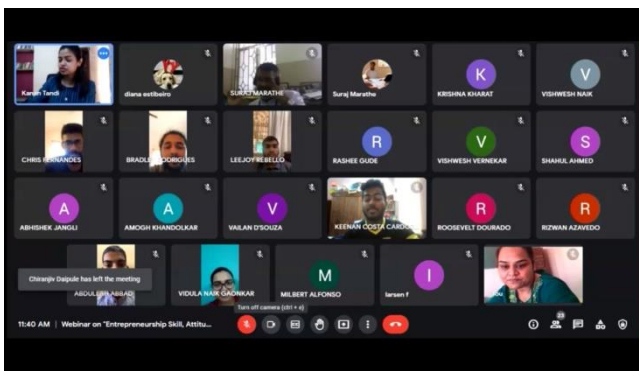 Karuh Tandi
diana estibeiro
SURAJ MARATHE
Suraj Marathe
K
KRISHNA KHARAT
V
VISHWESH NAIK
CHRIS FERNANDES
BRADLEY RODRIGUES
LEEJOY REBELLO
R
RASHEE GUDE
V
VISHWESH VERNEKAR
S
SHAHUL AHMED
A
ABHISHEK JANGLI
A
AMOGH KHANDOLKAR
V
VAILAN D'SOUZA
KEENAN COSTA CARDOZ
R
ROOSEVELT DOURADO
R
RIZWAN AZAVEDO
Chiranjiv Daipule has left the meeting
VIDULA NAIK GAONKAR
M
MILBERT ALFONSO
I
larsen f
Turn off camera (ctrl + e)
11:40 AM | Webinar on "Entrepreneurship Skill, Attitu...
23